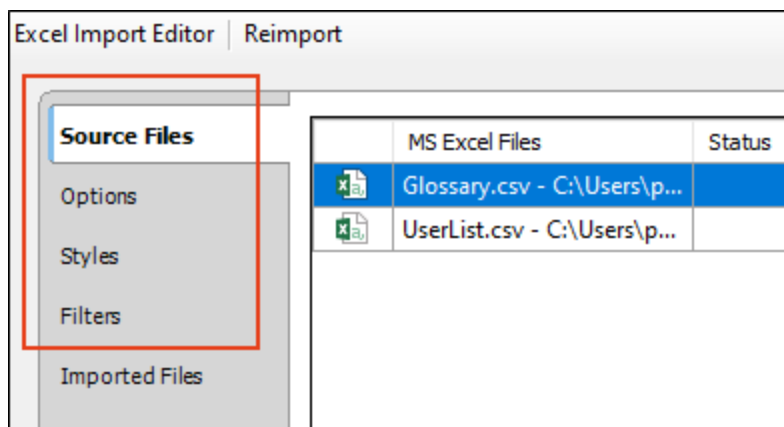 Excel Import Editor Reimport
Source Files
Options
Styles
Filters
Imported Files
MS Excel Files Status
Glossary.csv - C:\Users\p...
UserList.csv - C:\Users\p...